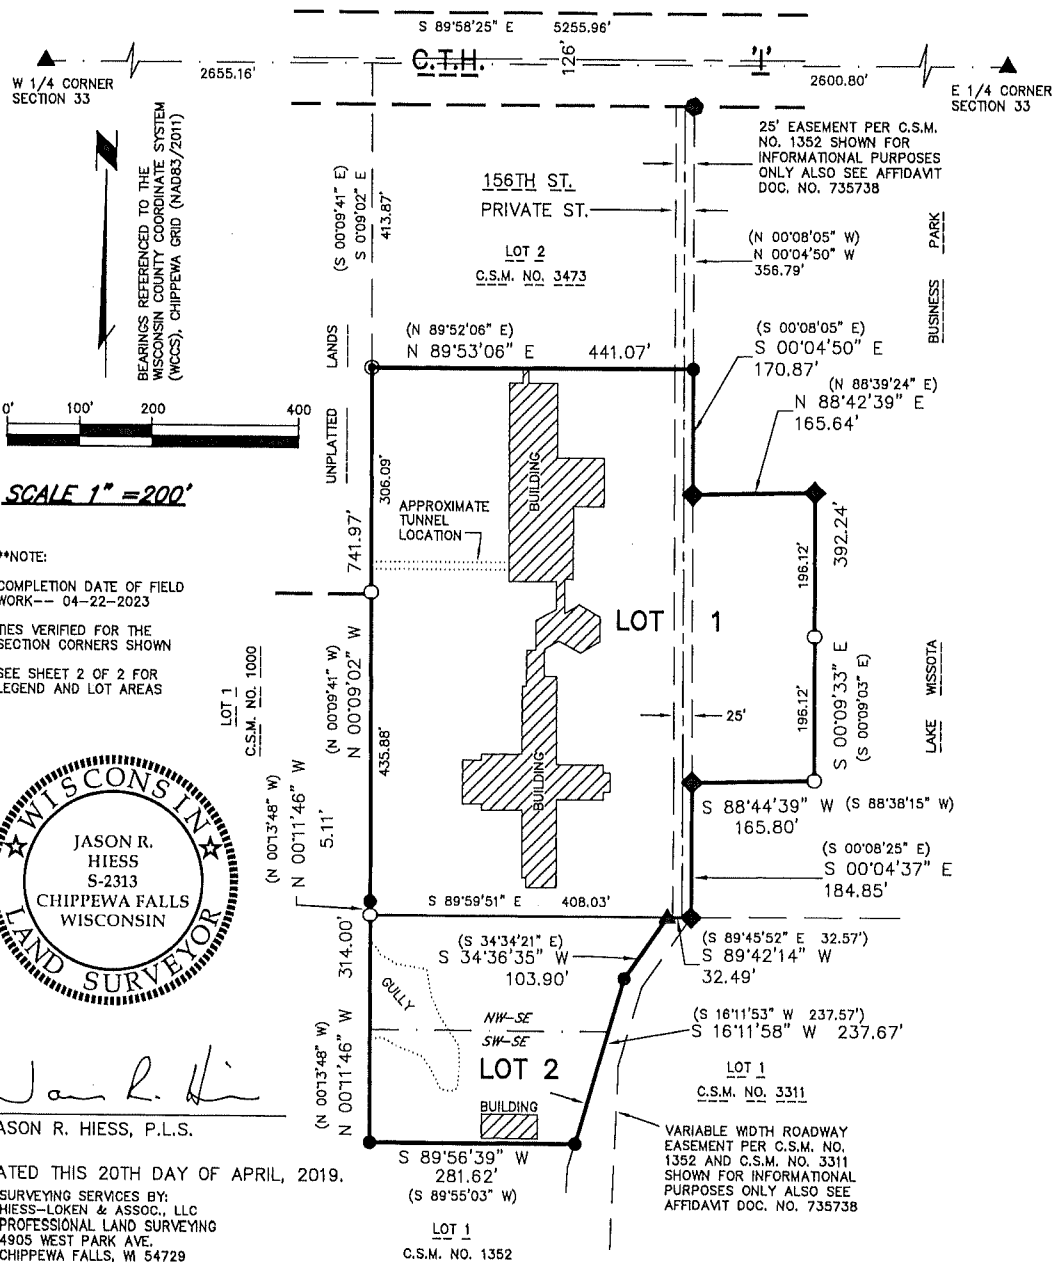 S 89°58'25" E 5255.96'
C.T.H. 'I'
126'
W 1/4 CORNER
SECTION 33
2655.16'
2600.80'
E 1/4 CORNER
SECTION 33
BEARINGS REFERENCED TO THE
WISCONSIN COUNTY COORDINATE SYSTEM
(WCCS), CHIPPEWA GRID (NAD83/2011)
(S 00°09'41" E)
S 0°09'02" E
413.87'
156TH ST.
PRIVATE ST.
LOT 2
C.S.M. NO. 3473
25' EASEMENT PER C.S.M.
NO. 1352 SHOWN FOR
INFORMATIONAL PURPOSES
ONLY ALSO SEE AFFIDAVIT
DOC. NO. 735738
(N 00°08'05" W)
N 00°04'50" W
356.79'
LAKE WISSOTA BUSINESS PARK
UNPLATTED LANDS
(N 89°52'06" E)
N 89°53'06" E 441.07'
(S 00°08'05" E)
S 00°04'50" E
170.87'
(N 88°39'24" E)
N 88°42'39" E
165.64'
0' 100' 200 400
SCALE 1" =200'
306.09'
741.97'
APPROXIMATE
TUNNEL
LOCATION
BUILDING
392.24'
196.12'
196.12'
S 00°09'33" E
(S 00°09'03" E)
LOT 1
**NOTE:
COMPLETION DATE OF FIELD
WORK-- 04-22-2023
TIES VERIFIED FOR THE
SECTION CORNERS SHOWN
SEE SHEET 2 OF 2 FOR
LEGEND AND LOT AREAS
LOT 1
C.S.M. NO. 1000
(N 00°09'41" W)
N 00°09'02" W
435.88'
25'
BUILDING
S 88°44'39" W (S 88°38'15" W)
165.80'
(S 00°08'25" E)
S 00°04'37" E
184.85'
WISCONSIN
JASON R.
HIESS
S-2313
CHIPPEWA FALLS
WISCONSIN
LAND SURVEYOR
(N 00°13'48" W)
N 00°11'46" W
5.11'
S 89°59'51" E 408.03'
(S 34°34'21" E)
S 34°36'35" W
103.90'
(S 89°45'52" E 32.57')
S 89°42'14" W
32.49'
314.00'
GULLY
(N 00°13'48" W)
N 00°11'46" W
NW-SE
SW-SE
LOT 2
BUILDING
(S 16°11'53" W 237.57')
S 16°11'58" W 237.67'
LOT 1
C.S.M. NO. 3311
VARIABLE WIDTH ROADWAY
EASEMENT PER C.S.M. NO.
1352 AND C.S.M. NO. 3311
SHOWN FOR INFORMATIONAL
PURPOSES ONLY ALSO SEE
AFFIDAVIT DOC. NO. 735738
S 89°56'39" W
281.62'
(S 89°55'03" W)
LOT 1
C.S.M. NO. 1352
ASON R. HIESS, P.L.S.
ATED THIS 20TH DAY OF APRIL, 2019.
SURVEYING SERVICES BY:
HIESS-LOKEN & ASSOC., LLC
PROFESSIONAL LAND SURVEYING
4905 WEST PARK AVE.
CHIPPEWA FALLS, WI 54729